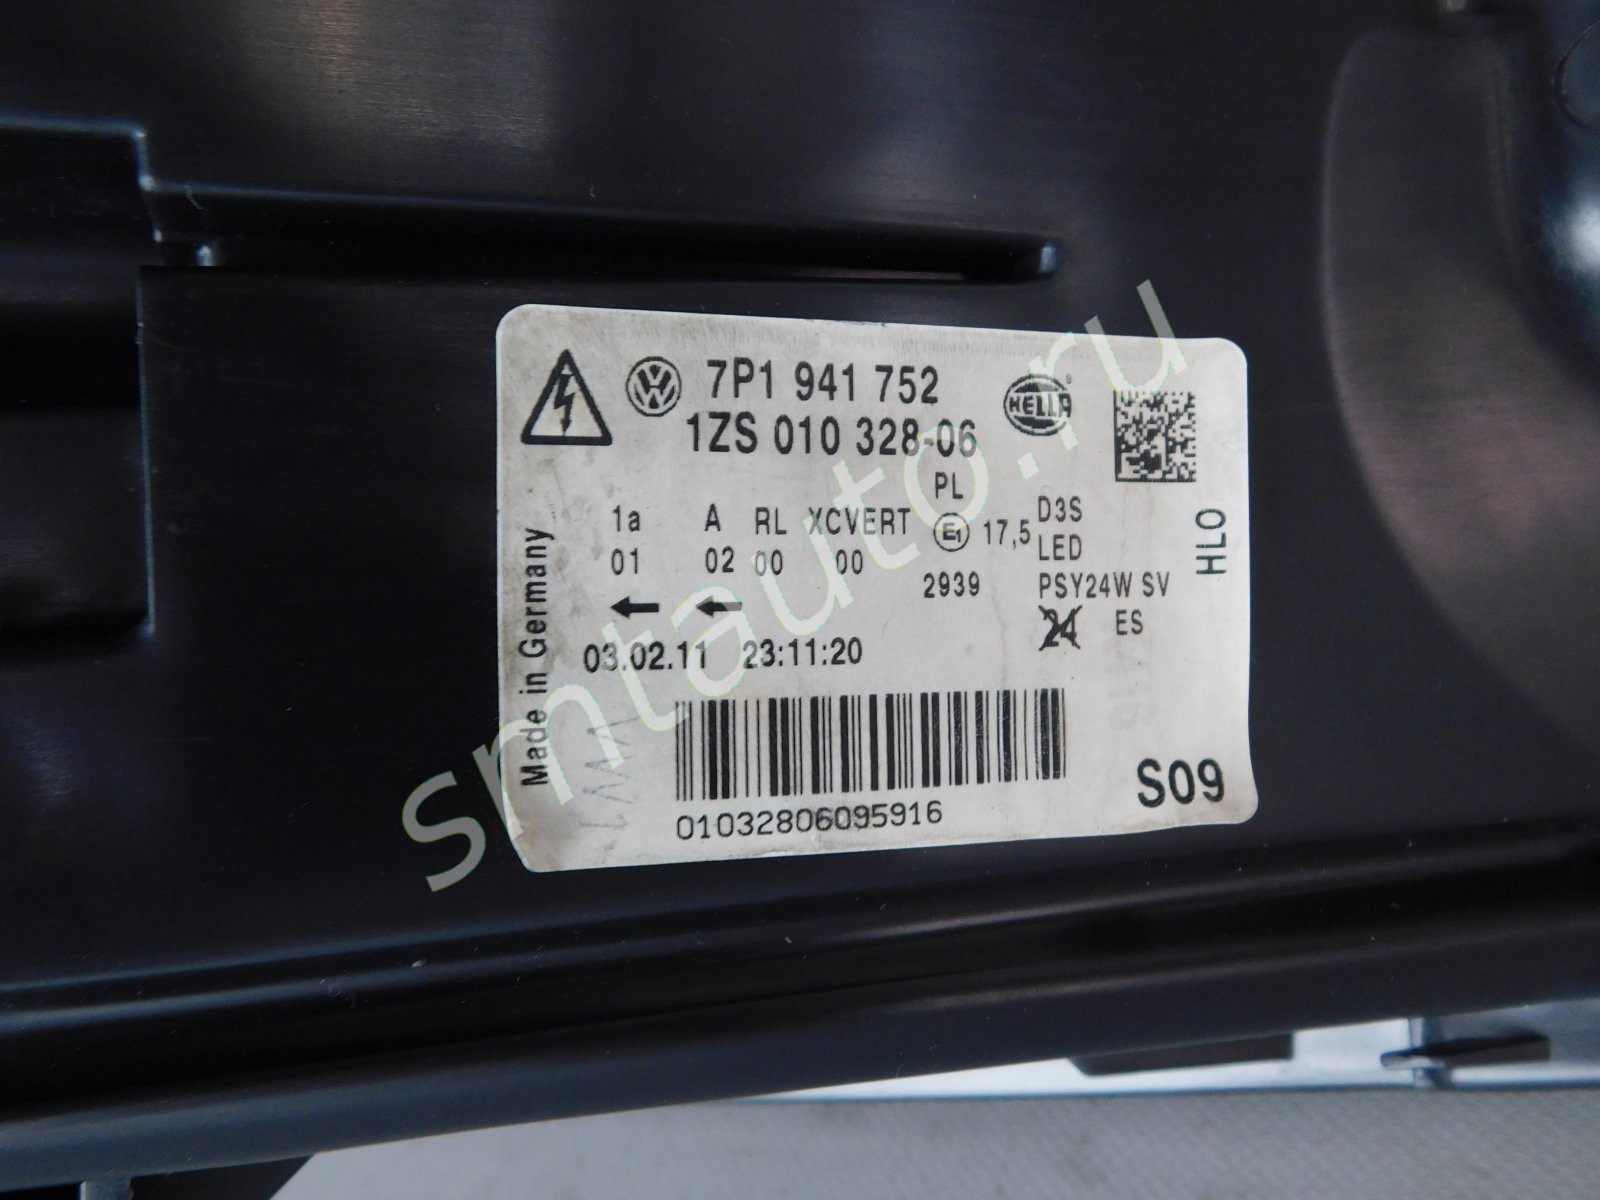 7P1 941 752
1ZS 010 328-06
HELLA
PL
1a A RL XCVERT E1 17,5 D3S
01 02 00 00 LED
2939 PSY24W SV
24 ES
03.02.11 23:11:20
01032806095916
S09
HLO
Made in Germany
smtauto.ru